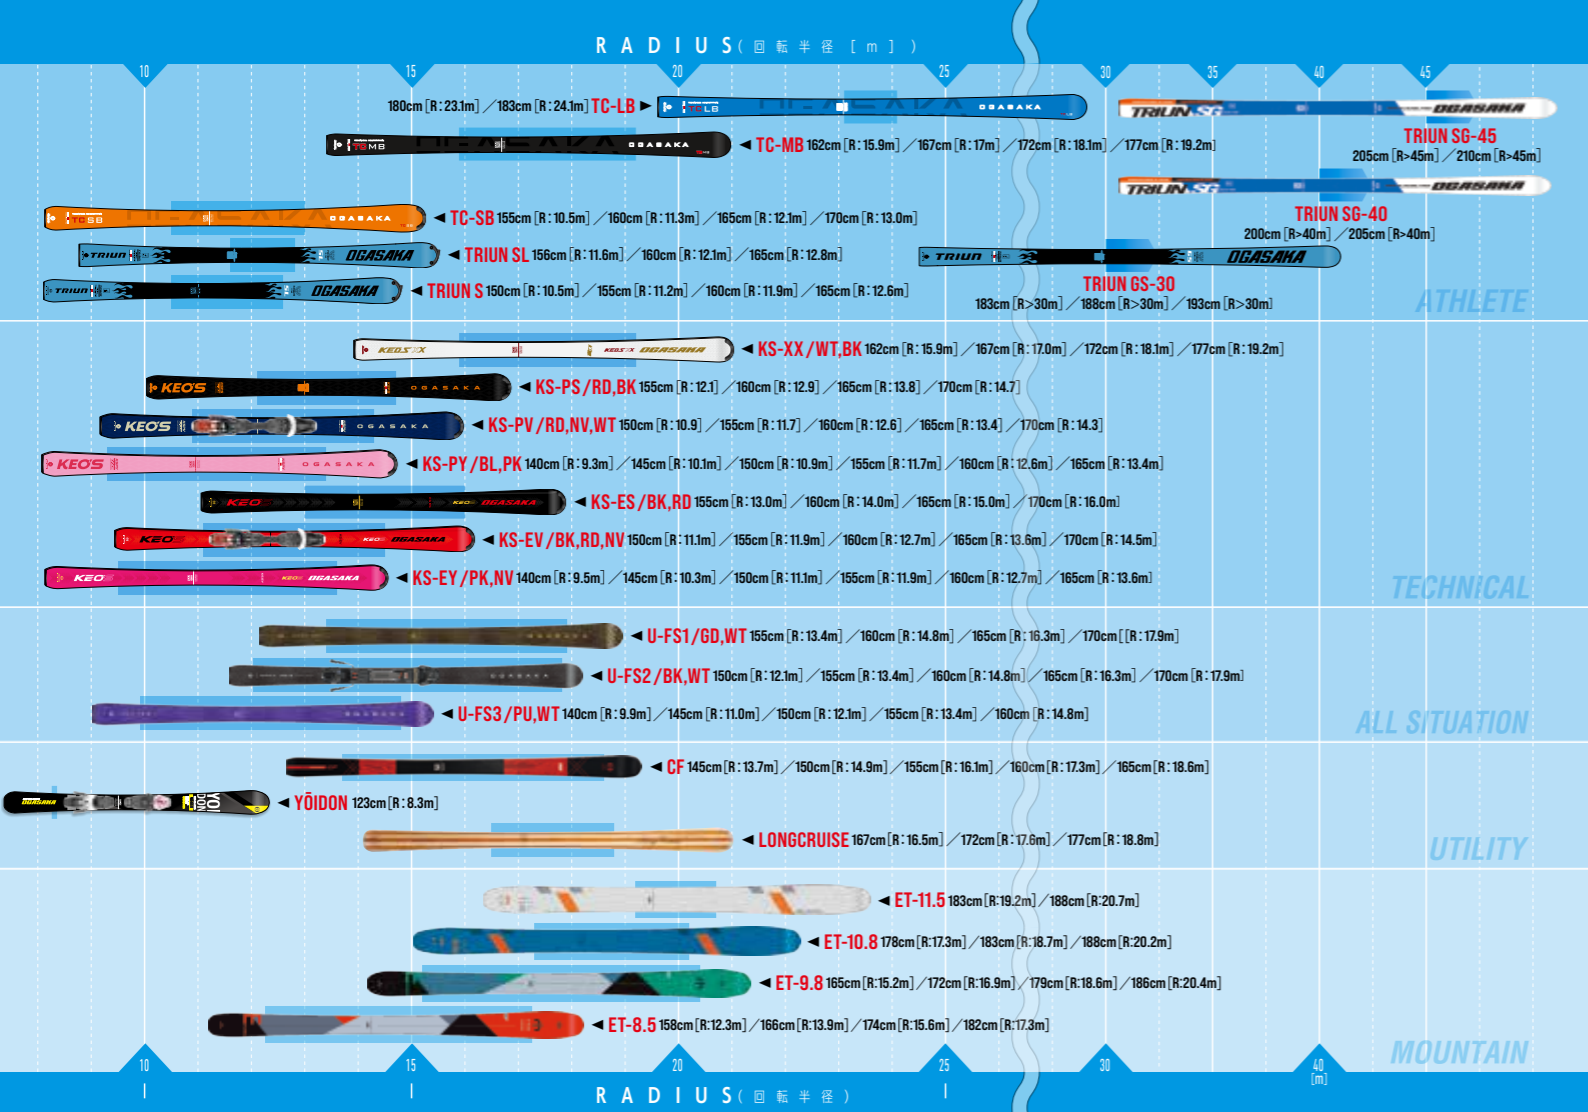 RADIUS(回転半径[m])
10 15 20 25 30 35 40 45
180cm[R:23.1m]／183cm[R:24.1m] TC-LB
TC-MB 162cm[R:15.9m]／167cm[R:17m]／172cm[R:18.1m]／177cm[R:19.2m]
TRIUN SG-45
205cm[R>45m]／210cm[R>45m]
TC-SB 155cm[R:10.5m]／160cm[R:11.3m]／165cm[R:12.1m]／170cm[R:13.0m]
TRIUN SG-40
200cm[R>40m]／205cm[R>40m]
TRIUN SL 156cm[R:11.6m]／160cm[R:12.1m]／165cm[R:12.8m]
TRIUN S 150cm[R:10.5m]／155cm[R:11.2m]／160cm[R:11.9m]／165cm[R:12.6m]
TRIUN GS-30
183cm[R>30m]／188cm[R>30m]／193cm[R>30m]
ATHLETE
KS-XX/WT,BK 162cm[R:15.9m]／167cm[R:17.0m]／172cm[R:18.1m]／177cm[R:19.2m]
KS-PS/RD,BK 155cm[R:12.1]／160cm[R:12.9]／165cm[R:13.8]／170cm[R:14.7]
KS-PV/RD,NV,WT 150cm[R:10.9]／155cm[R:11.7]／160cm[R:12.6]／165cm[R:13.4]／170cm[R:14.3]
KS-PY/BL,PK 140cm[R:9.3m]／145cm[R:10.1m]／150cm[R:10.9m]／155cm[R:11.7m]／160cm[R:12.6m]／165cm[R:13.4m]
KS-ES/BK,RD 155cm[R:13.0m]／160cm[R:14.0m]／165cm[R:15.0m]／170cm[R:16.0m]
KS-EV/BK,RD,NV 150cm[R:11.1m]／155cm[R:11.9m]／160cm[R:12.7m]／165cm[R:13.6m]／170cm[R:14.5m]
KS-EY/PK,NV 140cm[R:9.5m]／145cm[R:10.3m]／150cm[R:11.1m]／155cm[R:11.9m]／160cm[R:12.7m]／165cm[R:13.6m]
TECHNICAL
U-FS1/GD,WT 155cm[R:13.4m]／160cm[R:14.8m]／165cm[R:16.3m]／170cm[[R:17.9m]
U-FS2/BK,WT 150cm[R:12.1m]／155cm[R:13.4m]／160cm[R:14.8m]／165cm[R:16.3m]／170cm[R:17.9m]
U-FS3/PU,WT 140cm[R:9.9m]／145cm[R:11.0m]／150cm[R:12.1m]／155cm[R:13.4m]／160cm[R:14.8m]
ALL SITUATION
CF 145cm[R:13.7m]／150cm[R:14.9m]／155cm[R:16.1m]／160cm[R:17.3m]／165cm[R:18.6m]
YŌIDON 123cm[R:8.3m]
LONGCRUISE 167cm[R:16.5m]／172cm[R:17.6m]／177cm[R:18.8m]
UTILITY
ET-11.5 183cm[R:19.2m]／188cm[R:20.7m]
ET-10.8 178cm[R:17.3m]／183cm[R:18.7m]／188cm[R:20.2m]
ET-9.8 165cm[R:15.2m]／172cm[R:16.9m]／179cm[R:18.6m]／186cm[R:20.4m]
ET-8.5 158cm[R:12.3m]／166cm[R:13.9m]／174cm[R:15.6m]／182cm[R:17.3m]
MOUNTAIN
10 15 20 25 30 40
[m]
RADIUS(回転半径)